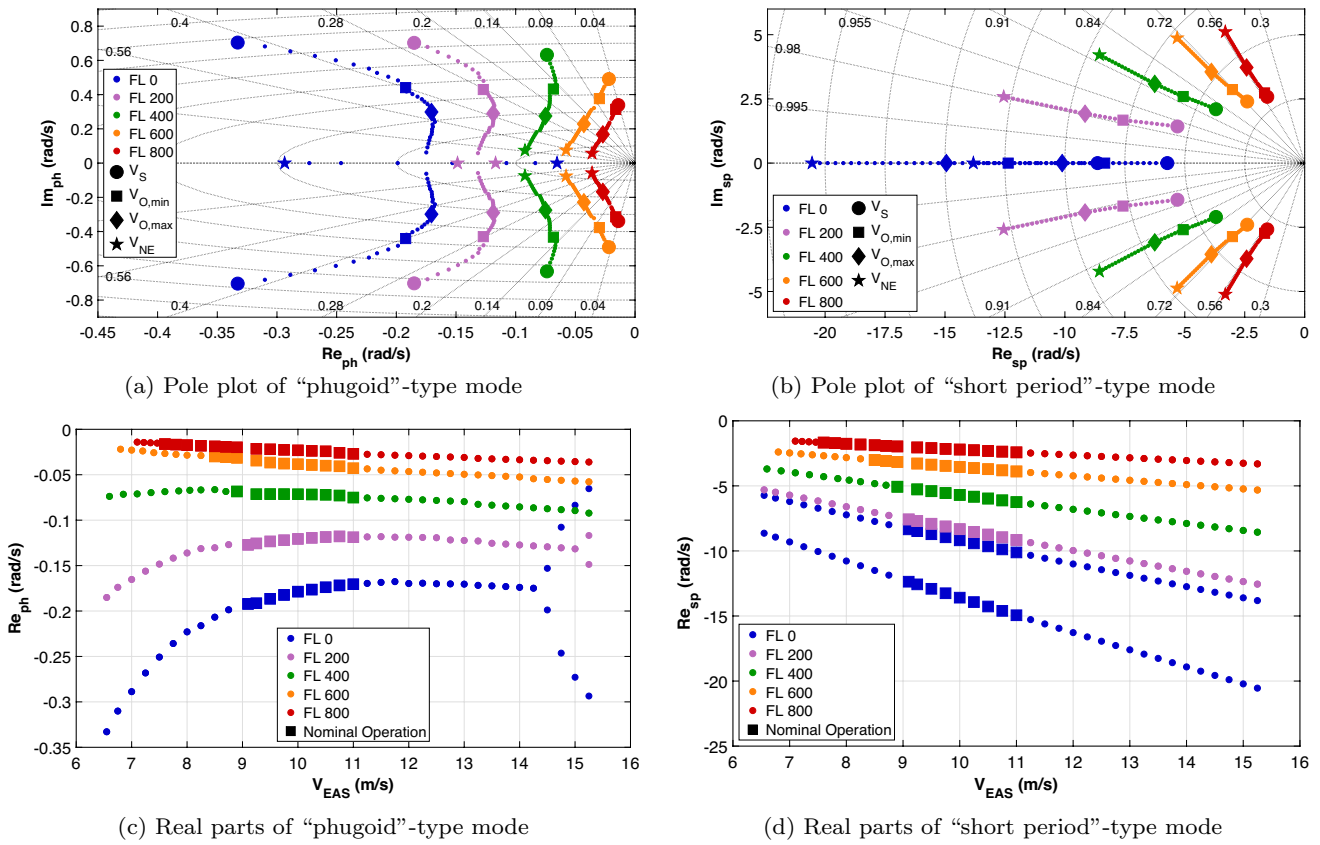 0.4 0.28 0.2 0.14 0.09 0.04
0.8
0.6
0.4
0.2
0
-0.2
-0.4
-0.6
-0.8
0.56
FL 0
FL 200
FL 400
FL 600
FL 800
V_S
V_O,min
V_O,max
V_NE
0.56
0.4 0.28 0.2 0.14 0.09 0.04
-0.45 -0.4 -0.35 -0.3 -0.25 -0.2 -0.15 -0.1 -0.05 0
Im_ph (rad/s)
Re_ph (rad/s)
(a) Pole plot of “phugoid”-type mode
0.955 0.91 0.84 0.72 0.56 0.3
0.98
0.995
5
2.5
0
-2.5
-5
FL 0
FL 200
FL 400
FL 600
FL 800
V_S
V_O,min
V_O,max
V_NE
0.91 0.84 0.72 0.56 0.3
-20 -17.5 -15 -12.5 -10 -7.5 -5 -2.5 0
Im_sp (rad/s)
Re_sp (rad/s)
(b) Pole plot of “short period”-type mode
0
-0.05
-0.1
-0.15
-0.2
-0.25
-0.3
-0.35
FL 0
FL 200
FL 400
FL 600
FL 800
Nominal Operation
6 7 8 9 10 11 12 13 14 15 16
Re_ph (rad/s)
V_EAS (m/s)
(c) Real parts of “phugoid”-type mode
0
-5
-10
-15
-20
-25
FL 0
FL 200
FL 400
FL 600
FL 800
Nominal Operation
6 7 8 9 10 11 12 13 14 15 16
Re_sp (rad/s)
V_EAS (m/s)
(d) Real parts of “short period”-type mode